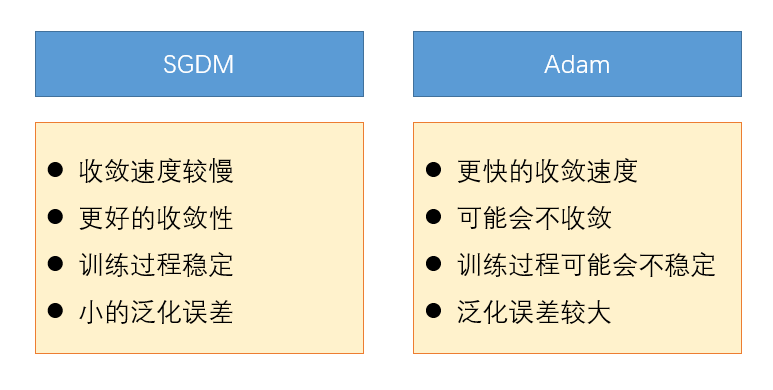 SGDM
收敛速度较慢
更好的收敛性
训练过程稳定
小的泛化误差
Adam
更快的收敛速度
可能会不收敛
训练过程可能会不稳定
泛化误差较大